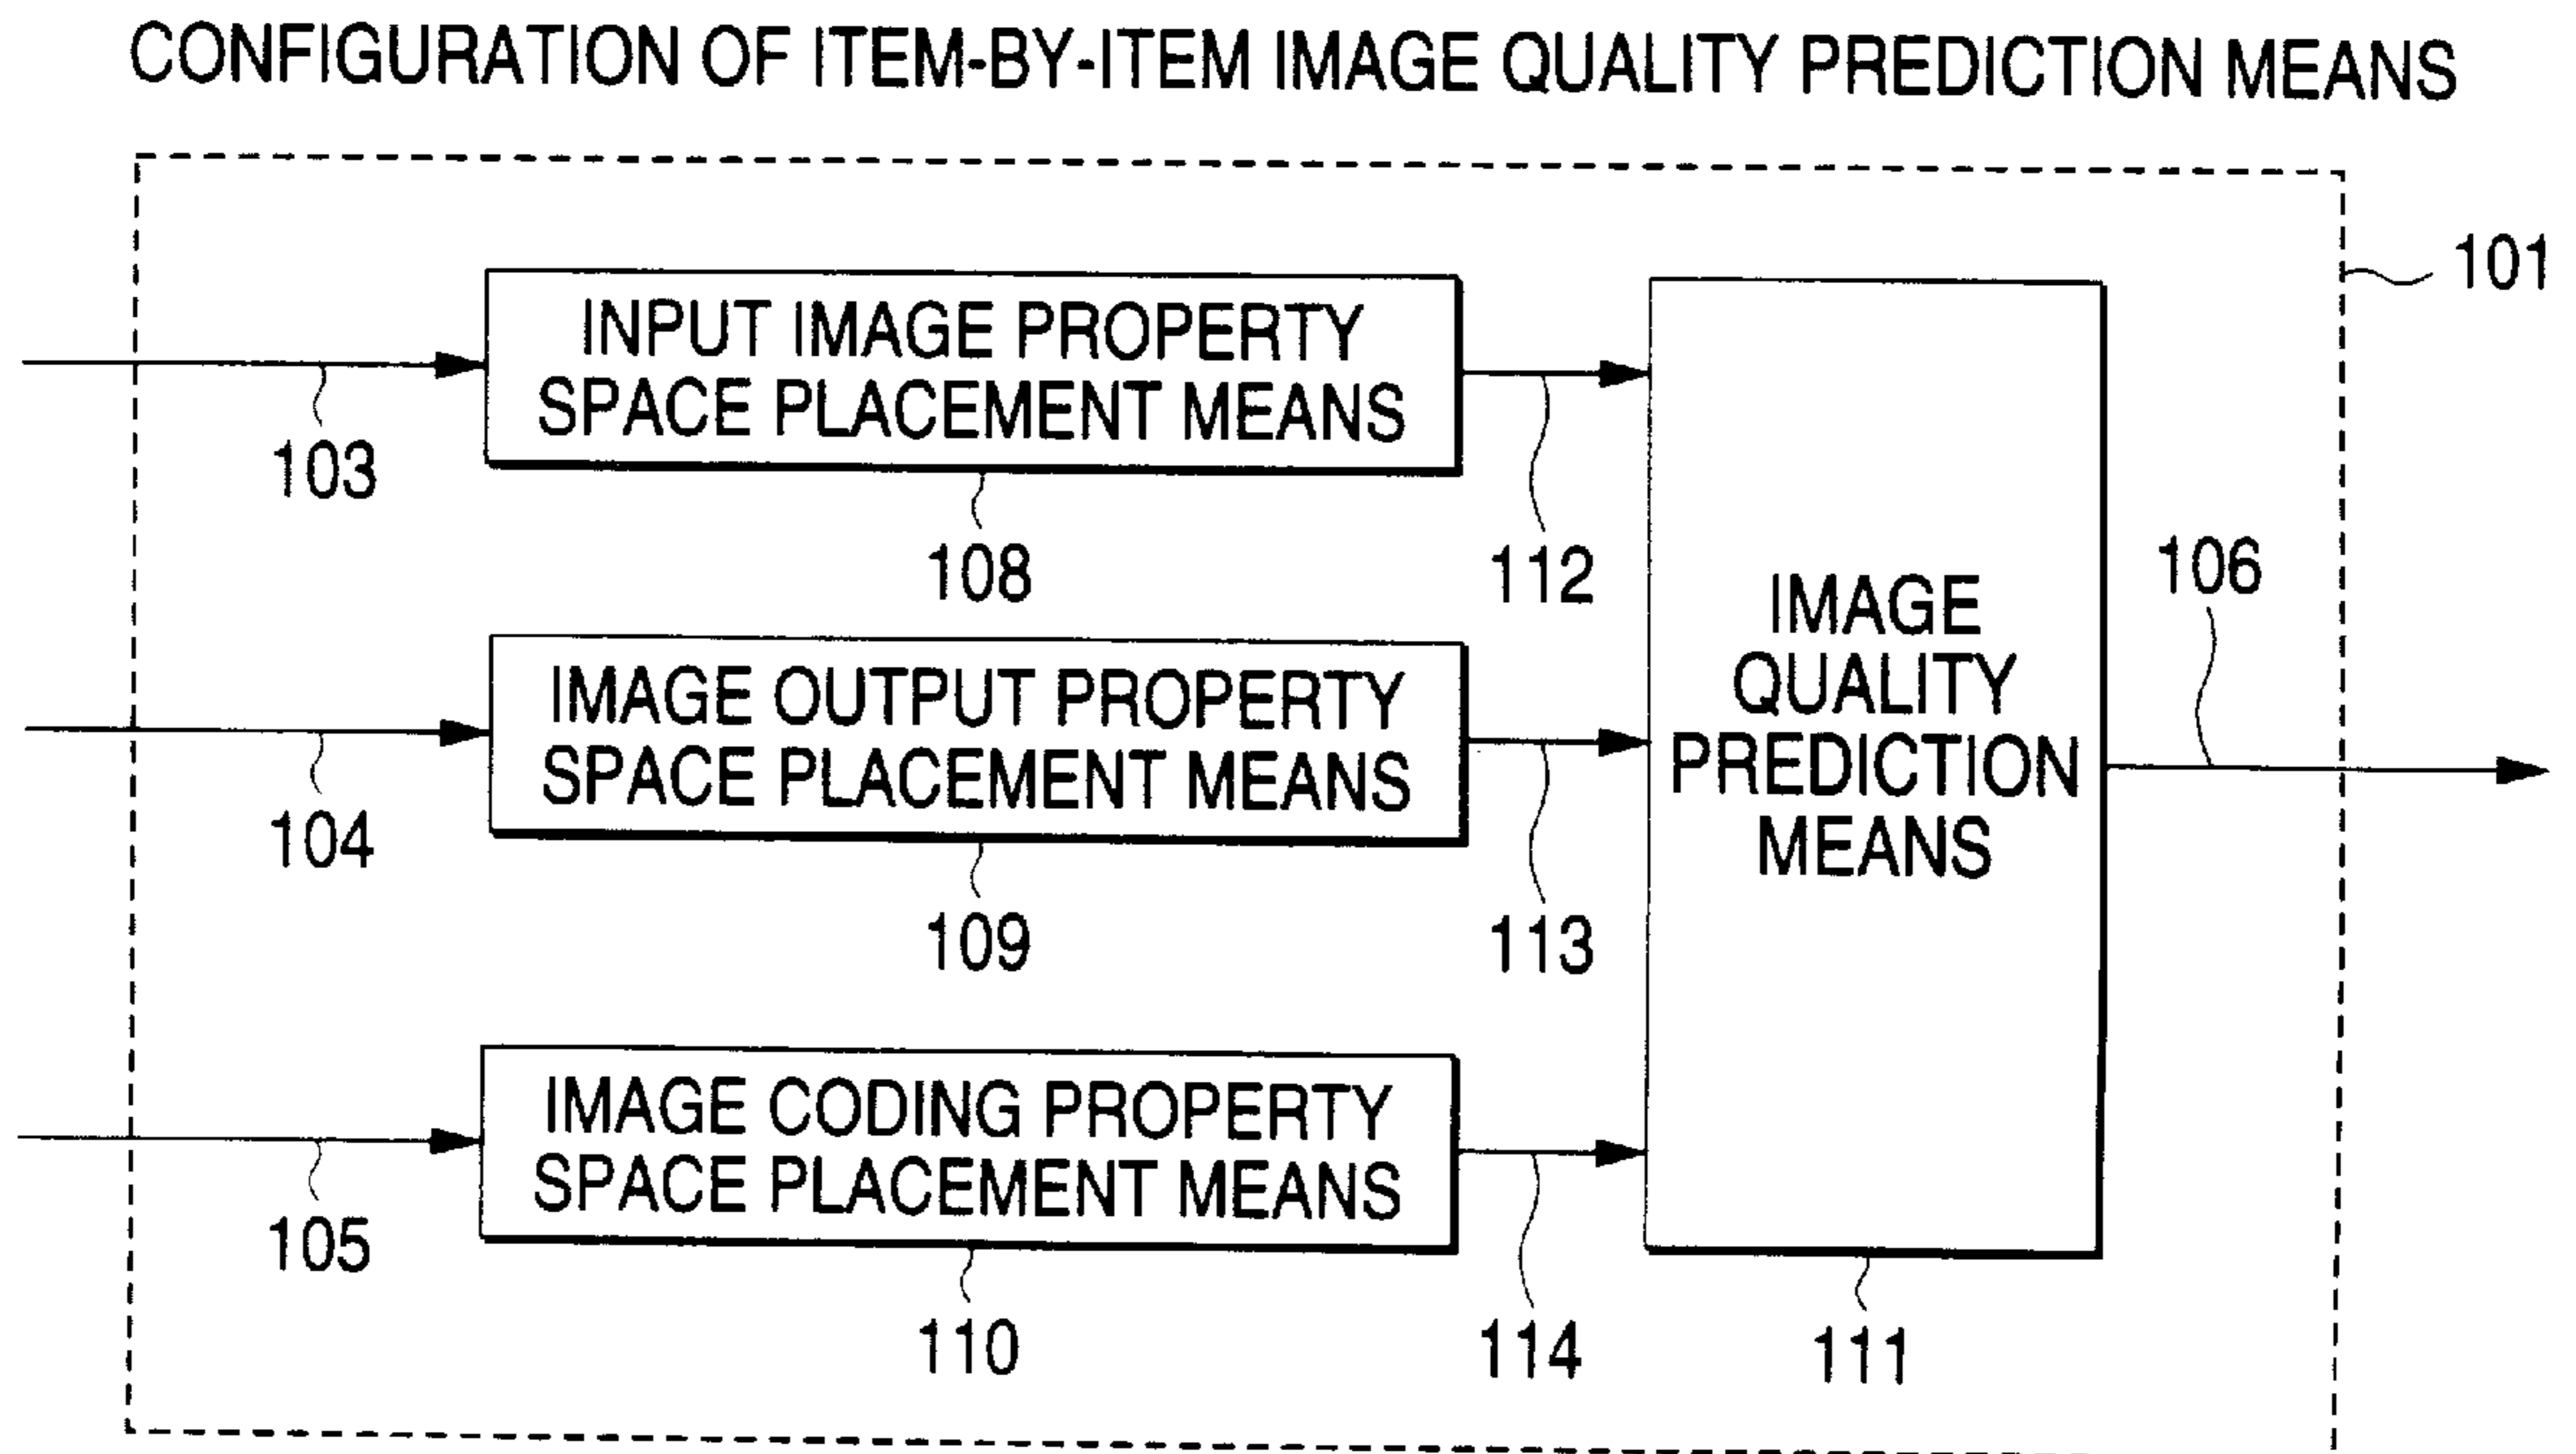 CONFIGURATION OF ITEM-BY-ITEM IMAGE QUALITY PREDICTION MEANS
101
INPUT IMAGE PROPERTY
SPACE PLACEMENT MEANS
103
108
112
106
IMAGE
QUALITY
PREDICTION
MEANS
IMAGE OUTPUT PROPERTY
SPACE PLACEMENT MEANS
104
109
113
IMAGE CODING PROPERTY
SPACE PLACEMENT MEANS
105
110
114
111